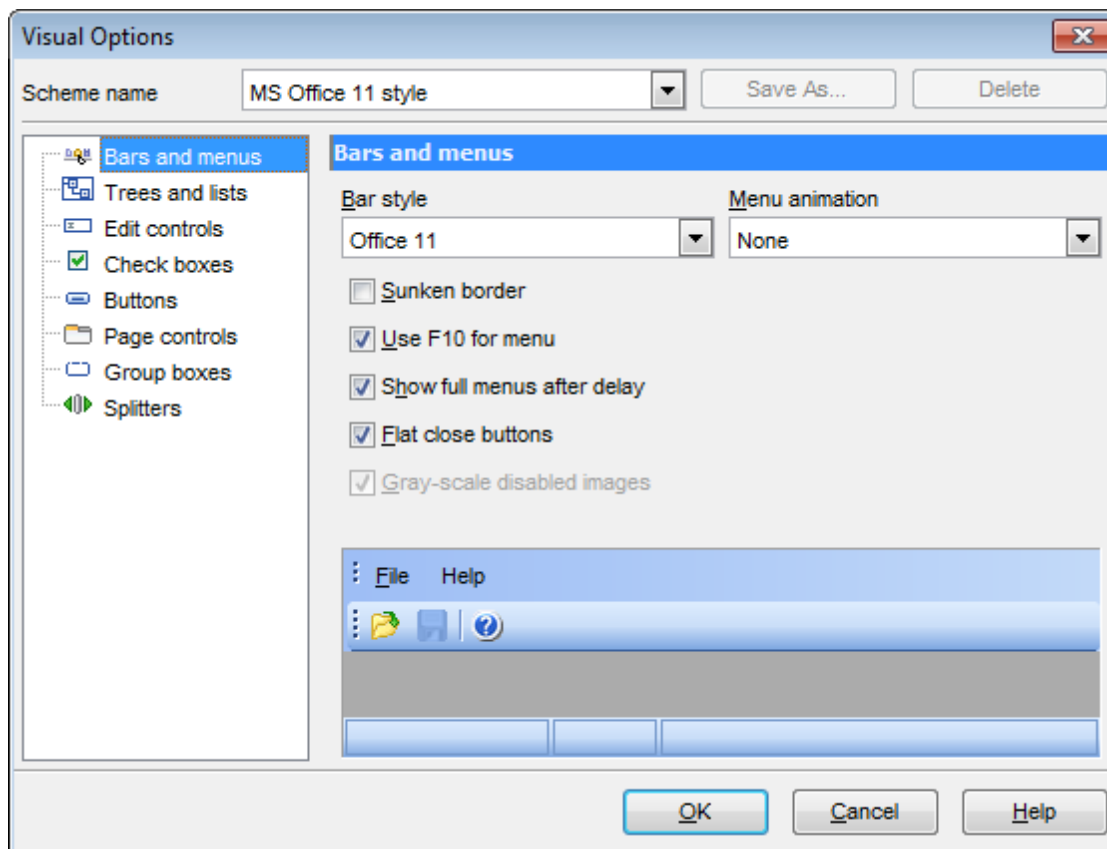 Visual Options
Scheme name MS Office 11 style Save As... Delete
Bars and menus
Trees and lists
Edit controls
Check boxes
Buttons
Page controls
Group boxes
Splitters
Bars and menus
Bar style Menu animation
Office 11 None
Sunken border
Use F10 for menu
Show full menus after delay
Flat close buttons
Gray-scale disabled images
File Help
OK Cancel Help